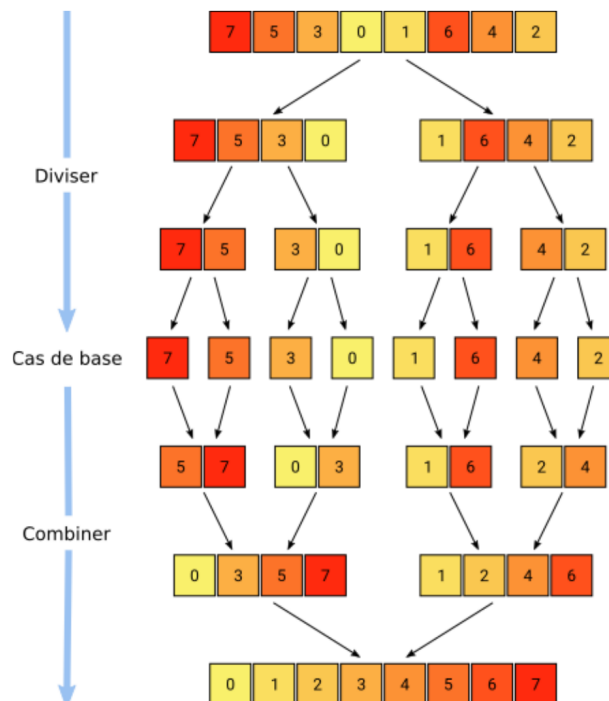 7 5 3 0 1 6 4 2
7 5 3 0 1 6 4 2
Diviser
7 5 3 0 1 6 4 2
Cas de base 7 5 3 0 1 6 4 2
5 7 0 3 1 6 2 4
Combiner
0 3 5 7 1 2 4 6
0 1 2 3 4 5 6 7